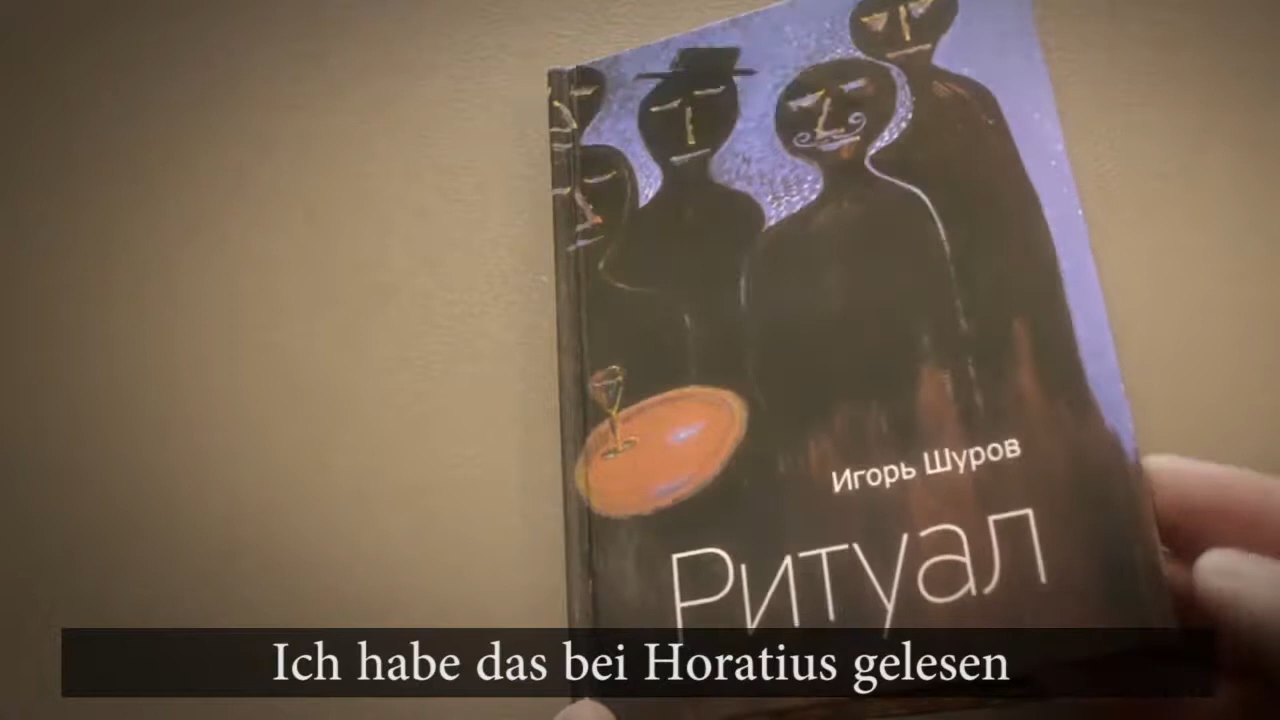 Игорь Шуров
Ритуал
Ich habe das bei Horatius gelesen